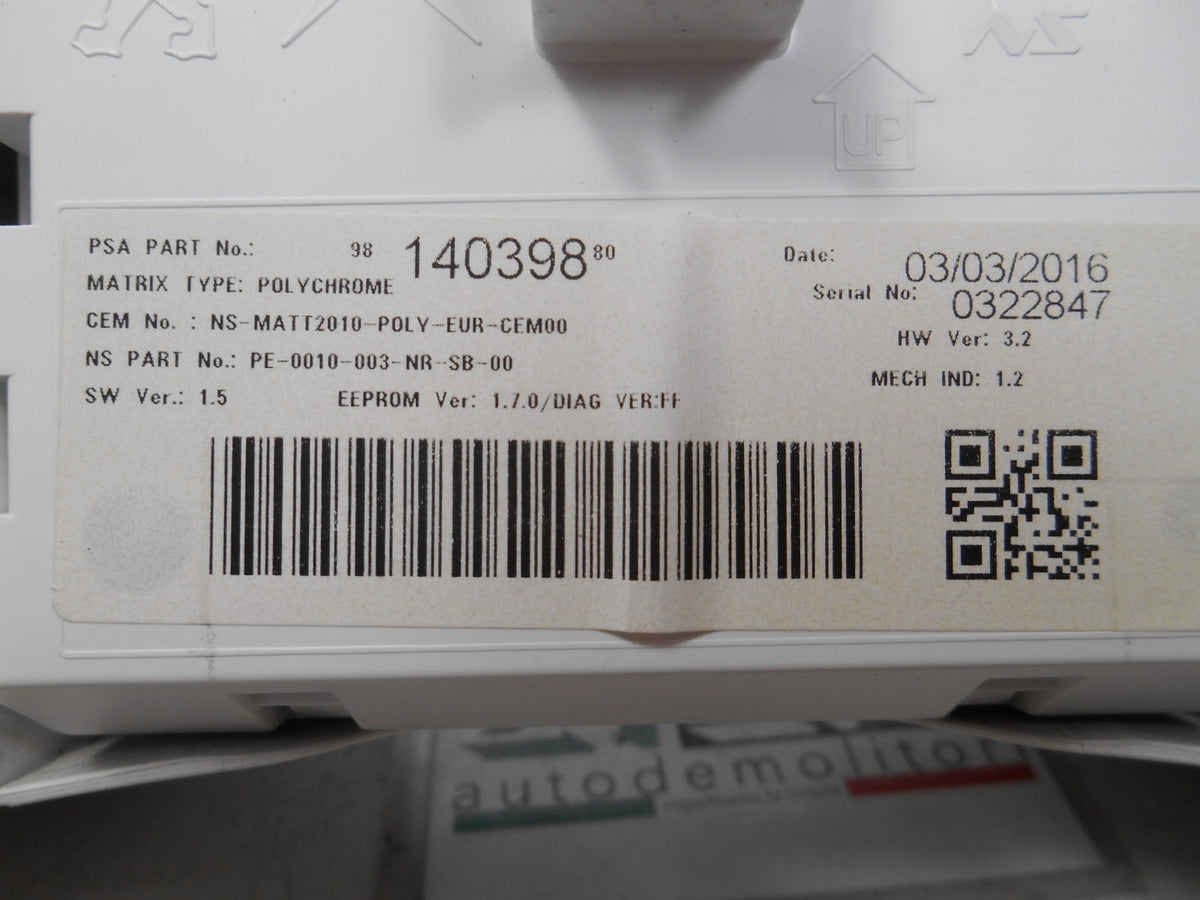 NS
UP
PSA PART No.: 98 140398 80
Date: 03/03/2016
MATRIX TYPE: POLYCHROME
Serial No: 0322847
CEM No. : NS-MATT2010-POLY-EUR-CEM00
HW Ver: 3.2
NS PART No.: PE-0010-003-NR-SB-00
MECH IND: 1.2
SW Ver.: 1.5 EEPROM Ver: 1.7.0/DIAG VER:FF
autodemolitori